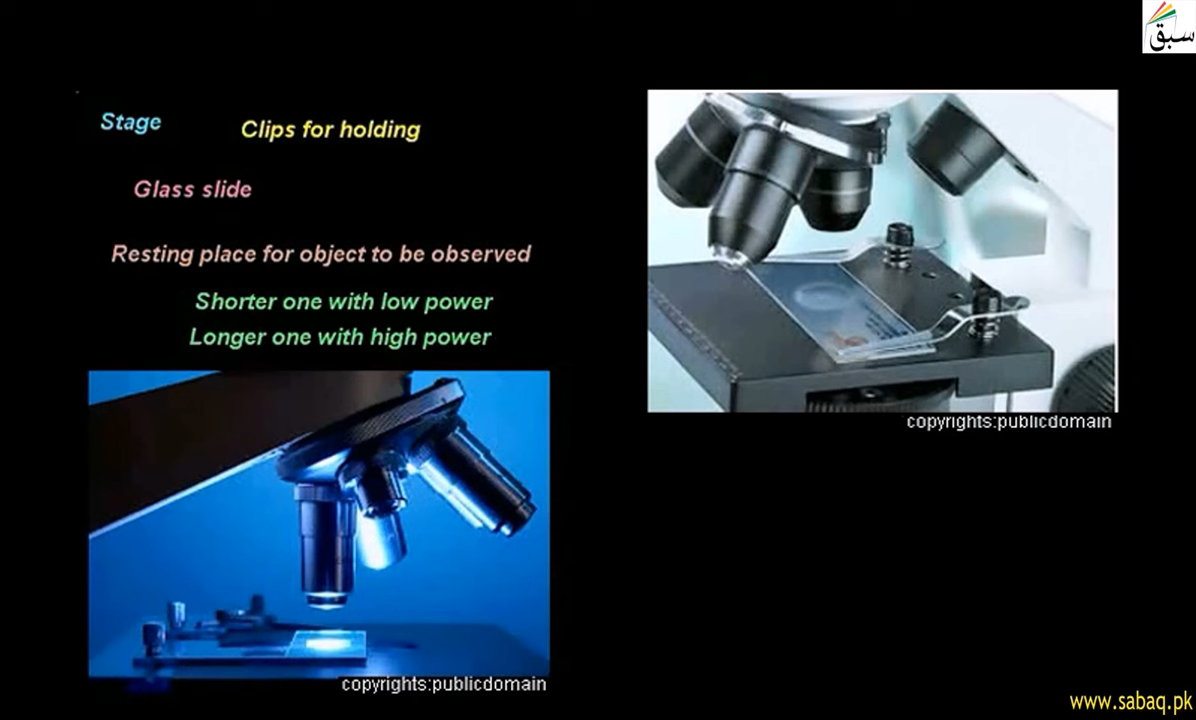 سبق
Stage
Clips for holding
Glass slide
Resting place for object to be observed
Shorter one with low power
Longer one with high power
copyrights:publicdomain
copyrights:publicdomain
www.sabaq.pk